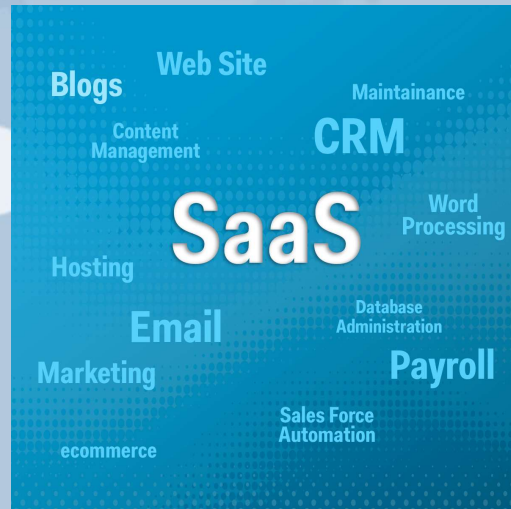 Web Site
Blogs
Maintainance
Content
Management
CRM
SaaS
Word
Processing
Hosting
Email
Database
Administration
Marketing
Payroll
Sales Force
Automation
ecommerce